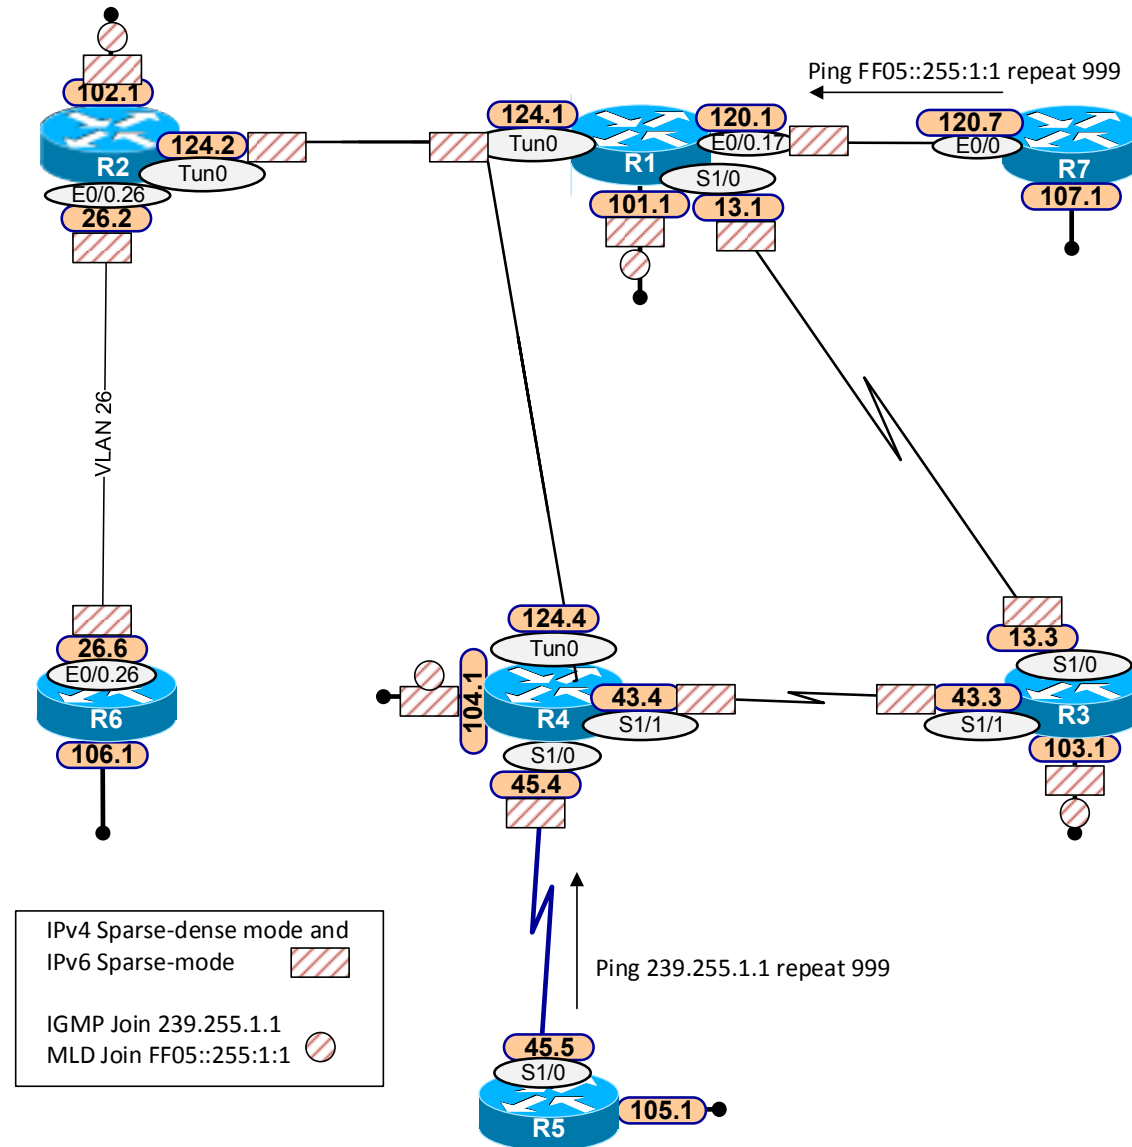 Ping FF05::255:1:1 repeat 999
102.1
124.2
R2
Tun0
E0/0.26
26.2
124.1
Tun0
R1
120.1
E0/0.17
S1/0
101.1
13.1
120.7
E0/0
R7
107.1
VLAN 26
26.6
E0/0.26
R6
106.1
124.4
Tun0
104.1
R4
43.4
S1/1
S1/0
45.4
13.3
S1/0
43.3
S1/1
R3
103.1
IPv4 Sparse-dense mode and
IPv6 Sparse-mode
IGMP Join 239.255.1.1
MLD Join FF05::255:1:1
Ping 239.255.1.1 repeat 999
45.5
S1/0
R5
105.1